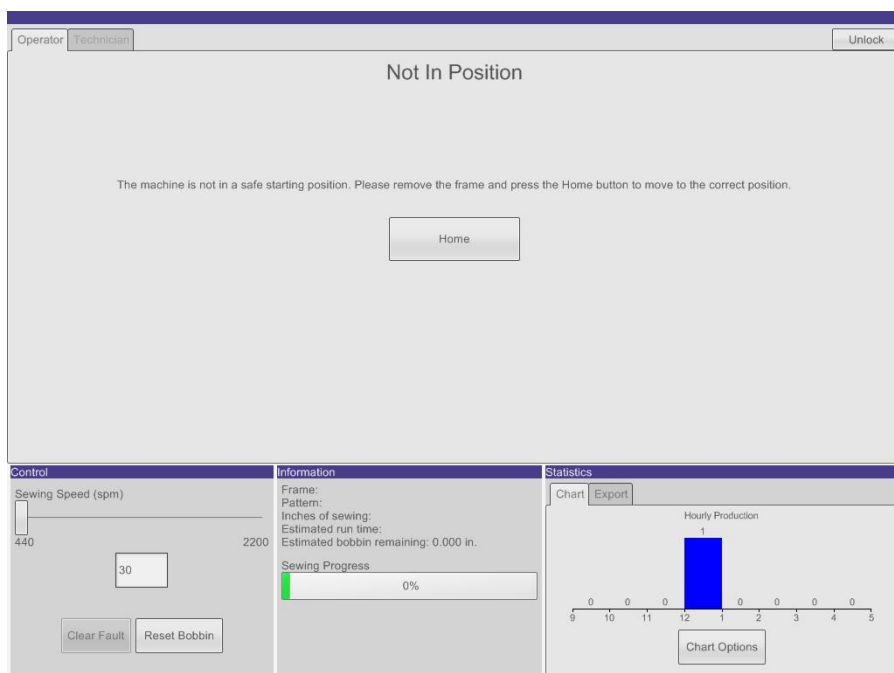 Operator
Technician
Unlock
Not In Position
The machine is not in a safe starting position. Please remove the frame and press the Home button to move to the correct position.
Home
Control
Sewing Speed (spm)
440 2200
30
Clear Fault
Reset Bobbin
Information
Frame:
Pattern:
Inches of sewing:
Estimated run time:
Estimated bobbin remaining: 0.000 in.
Sewing Progress
0%
Statistics
Chart
Export
Hourly Production
1
0 0 0 0 0 0 0
9 10 11 12 1 2 3 4 5
Chart Options